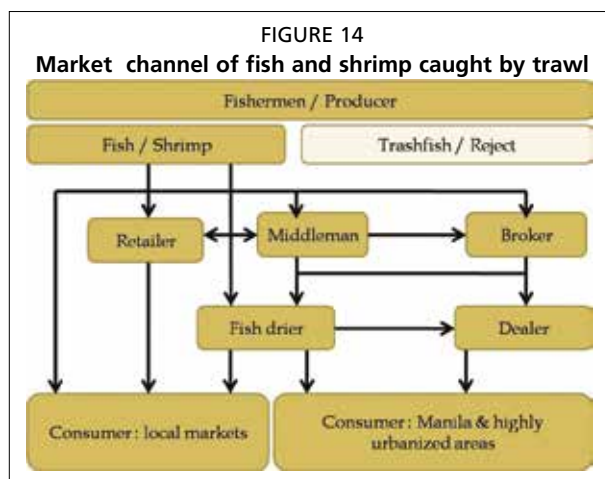 FIGURE 14
Market channel of fish and shrimp caught by trawl
Fishermen / Producer
Fish / Shrimp
Trashfish / Reject
Retailer
Middleman
Broker
Fish drier
Dealer
Consumer : local markets
Consumer : Manila & highly
urbanized areas